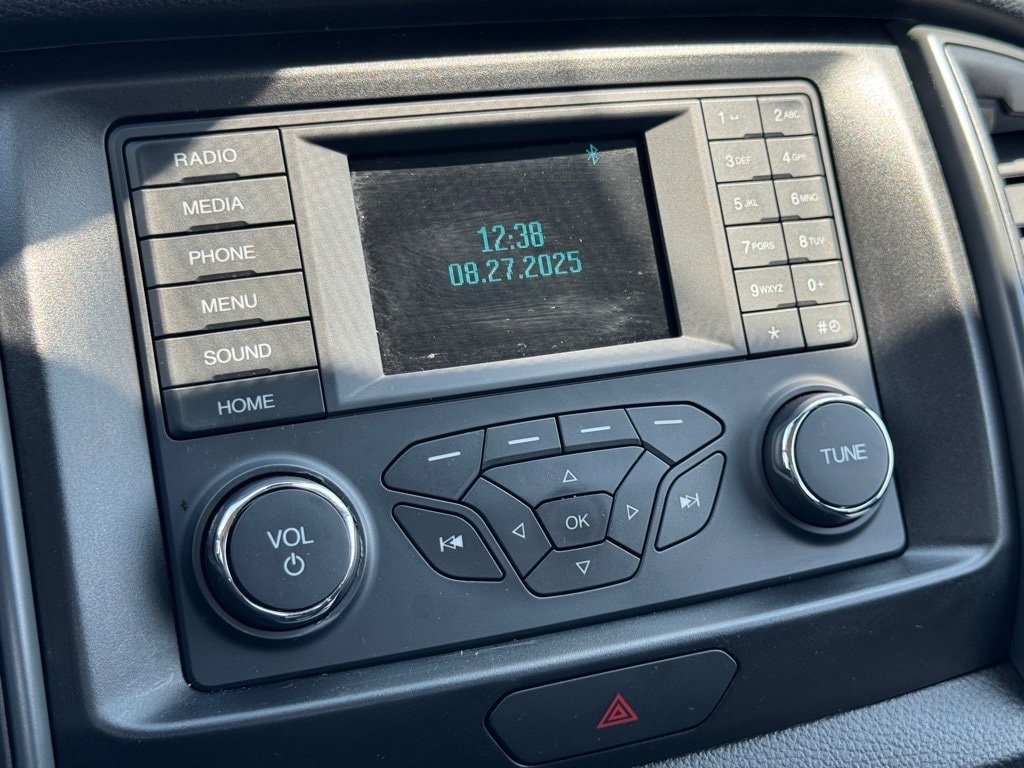 RADIO
MEDIA
PHONE
MENU
SOUND
HOME
12:38
08.27.2025
1
2ABC
3DEF
4GHI
5JKL
6MNO
7PQRS
8TUV
9WXYZ
0+
*
#
VOL
OK
TUNE